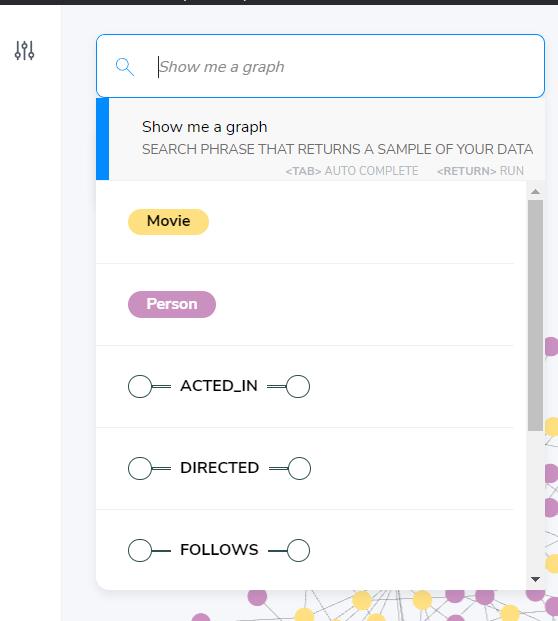 Show me a graph
Show me a graph
SEARCH PHRASE THAT RETURNS A SAMPLE OF YOUR DATA
<TAB> AUTO COMPLETE <RETURN> RUN
Movie
Person
ACTED_IN
DIRECTED
FOLLOWS